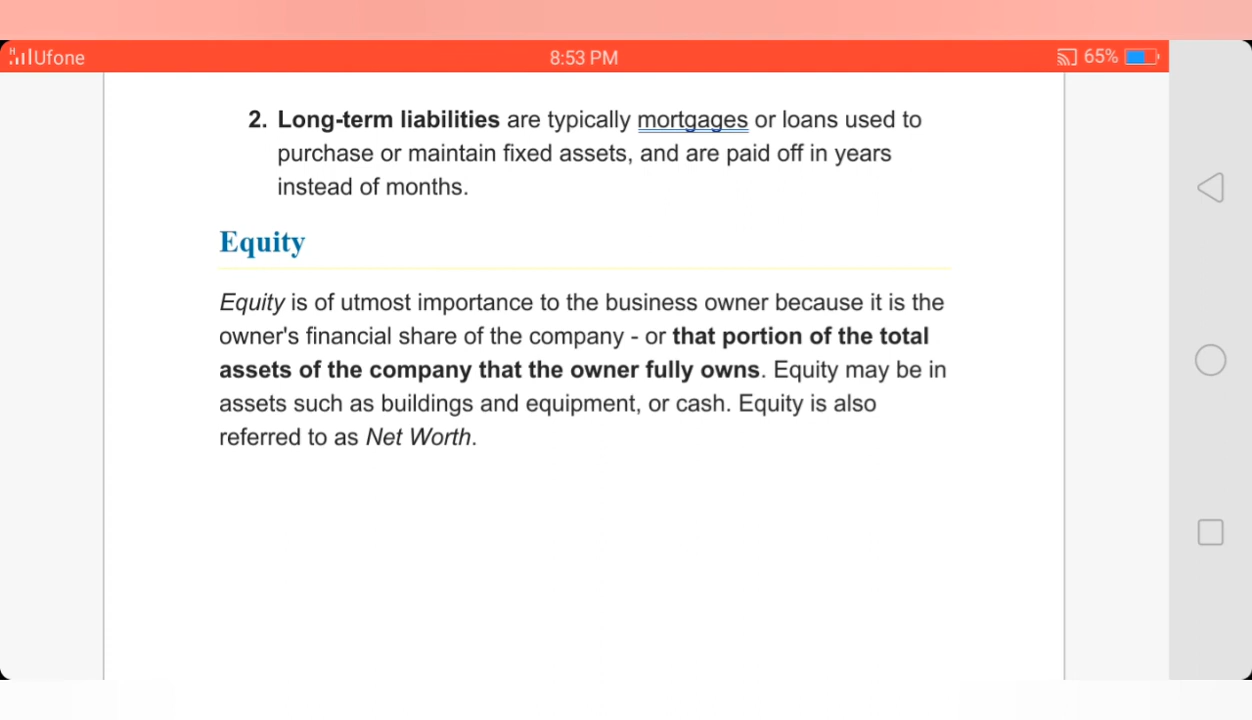 Ufone
8:53 PM
65%
2. Long-term liabilities are typically mortgages or loans used to
purchase or maintain fixed assets, and are paid off in years
instead of months.
Equity
Equity is of utmost importance to the business owner because it is the
owner's financial share of the company - or that portion of the total
assets of the company that the owner fully owns. Equity may be in
assets such as buildings and equipment, or cash. Equity is also
referred to as Net Worth.